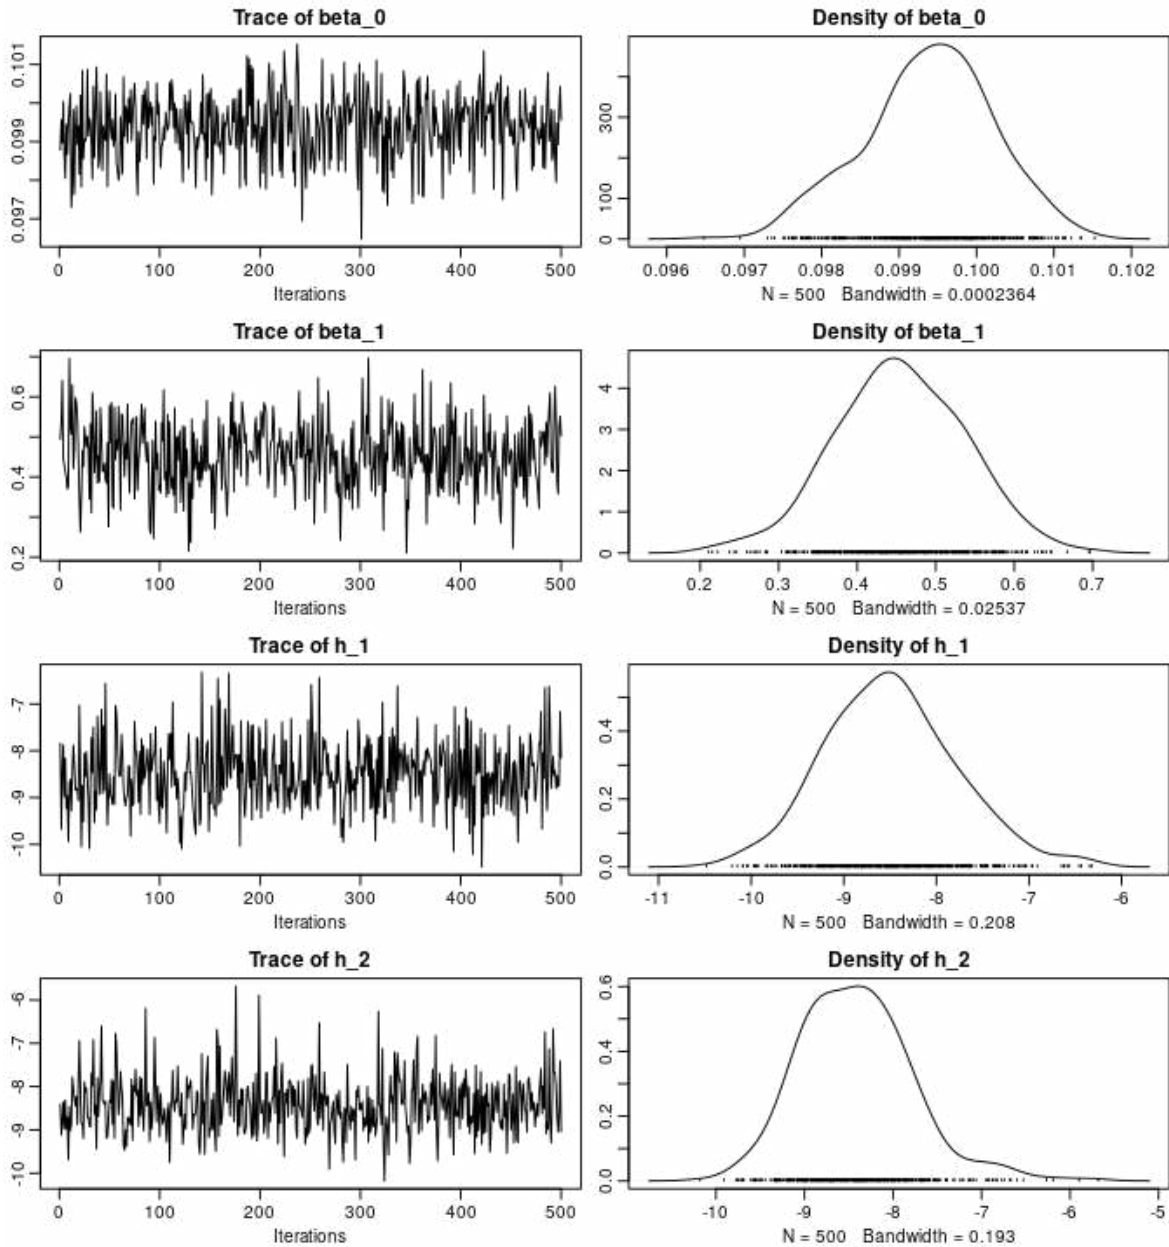 Trace of beta_0
0.101
0.099
0.097
0 100 200 300 400 500
Iterations
Density of beta_0
300
100
0
0.096 0.097 0.098 0.099 0.100 0.101 0.102
N = 500 Bandwidth = 0.0002364
Trace of beta_1
0.6
0.4
0.2
0 100 200 300 400 500
Iterations
Density of beta_1
4
3
2
1
0
0.2 0.3 0.4 0.5 0.6 0.7
N = 500 Bandwidth = 0.02537
Trace of h_1
-7
-8
-9
-10
0 100 200 300 400 500
Iterations
Density of h_1
0.4
0.2
0.0
-11 -10 -9 -8 -7 -6
N = 500 Bandwidth = 0.208
Trace of h_2
-6
-7
-8
-9
-10
0 100 200 300 400 500
Iterations
Density of h_2
0.6
0.4
0.2
0.0
-10 -9 -8 -7 -6 -5
N = 500 Bandwidth = 0.193